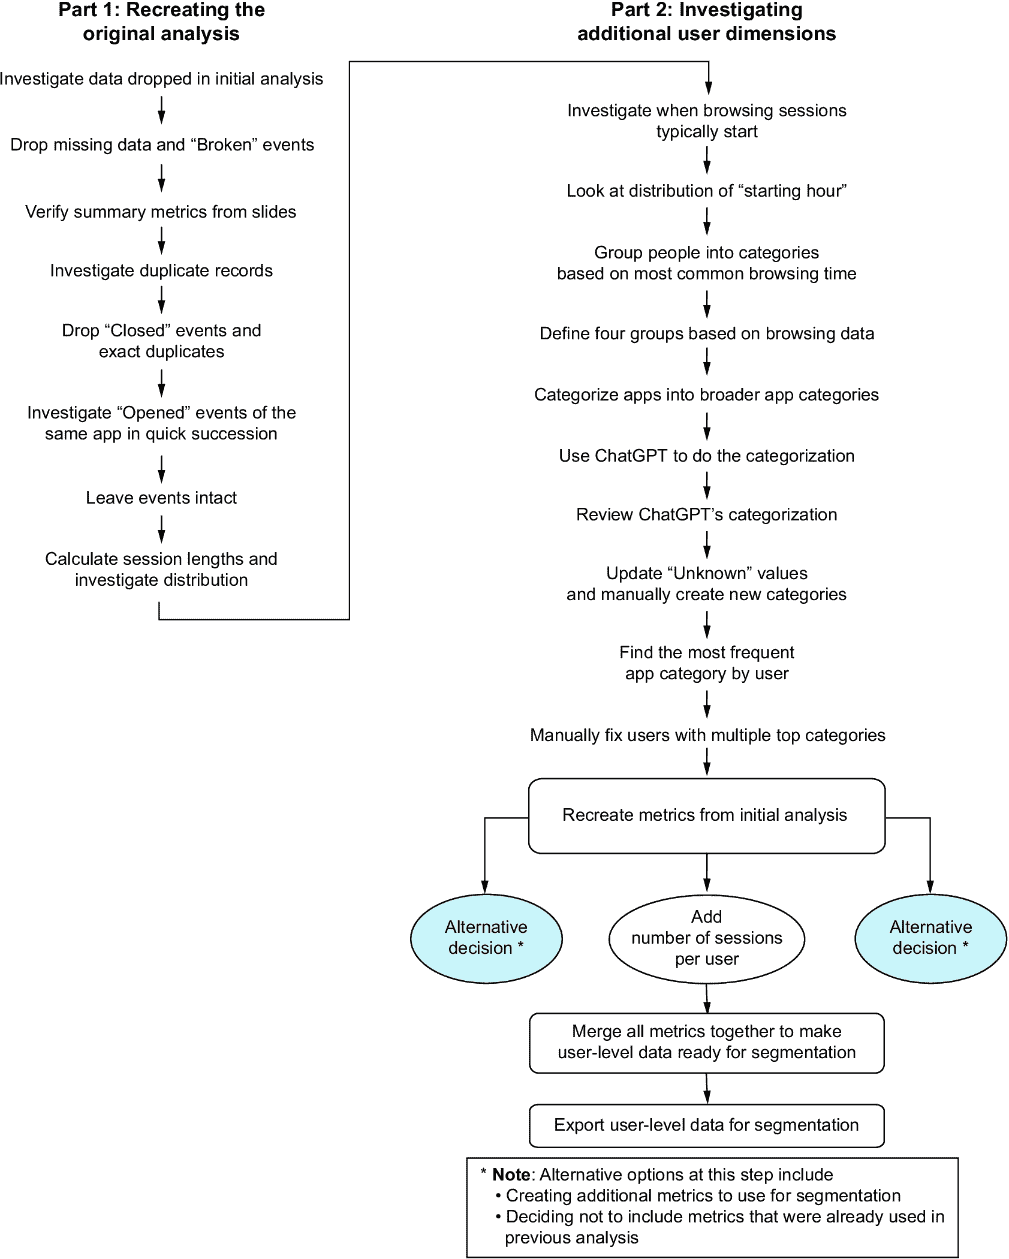 Part 1: Recreating the
original analysis
Investigate data dropped in initial analysis
Drop missing data and “Broken” events
Verify summary metrics from slides
Investigate duplicate records
Drop “Closed” events and
exact duplicates
Investigate “Opened” events of the
same app in quick succession
Leave events intact
Calculate session lengths and
investigate distribution
Part 2: Investigating
additional user dimensions
Investigate when browsing sessions
typically start
Look at distribution of “starting hour”
Group people into categories
based on most common browsing time
Define four groups based on browsing data
Categorize apps into broader app categories
Use ChatGPT to do the categorization
Review ChatGPT’s categorization
Update “Unknown” values
and manually create new categories
Find the most frequent
app category by user
Manually fix users with multiple top categories
Recreate metrics from initial analysis
Alternative
decision *
Add
number of sessions
per user
Alternative
decision *
Merge all metrics together to make
user-level data ready for segmentation
Export user-level data for segmentation
* Note: Alternative options at this step include
• Creating additional metrics to use for segmentation
• Deciding not to include metrics that were already used in
previous analysis